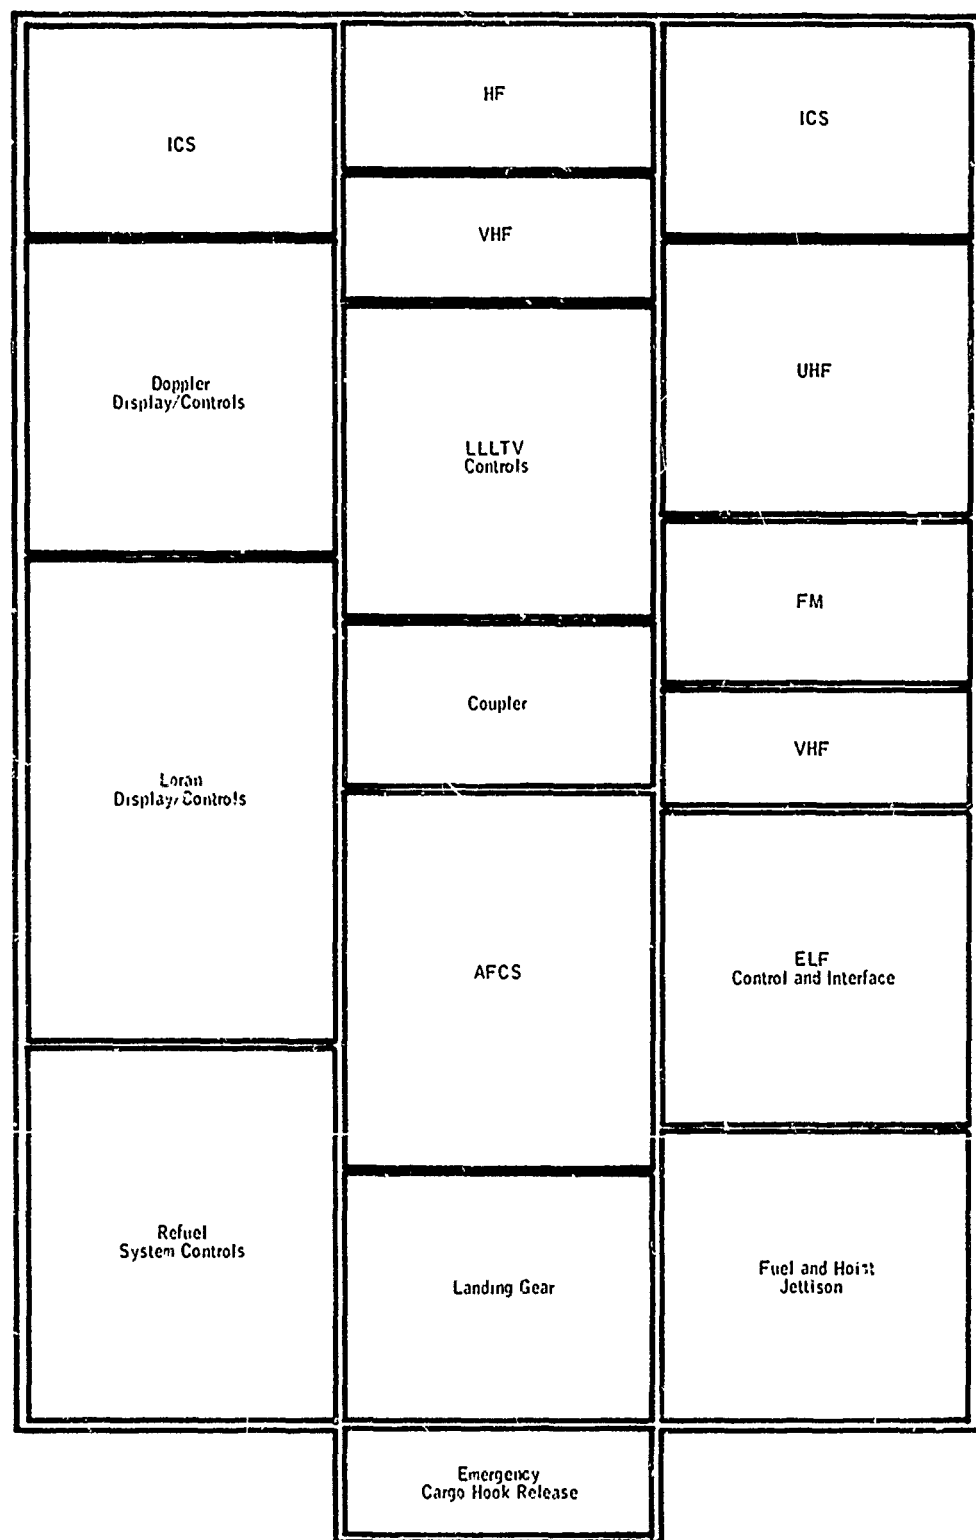 ICS
Doppler
Display/Controls
Loran
Display/Controls
Refuel
System Controls
HF
VHF
LLLTV
Controls
Coupler
AFCS
Landing Gear
Emergency
Cargo Hook Release
ICS
UHF
FM
VHF
ELF
Control and Interface
Fuel and Hoist
Jettison